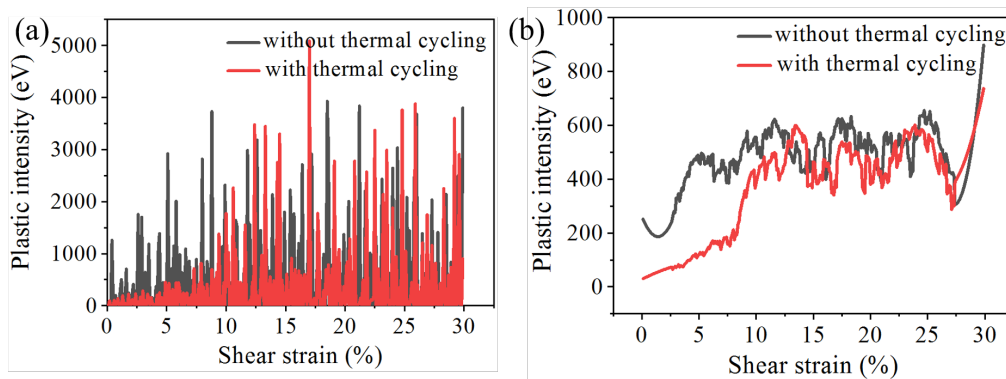 (a)
without thermal cycling
with thermal cycling
Plastic intensity (eV)
5000
4000
3000
2000
1000
0
0 5 10 15 20 25 30
Shear strain (%)
(b)
without thermal cycling
with thermal cycling
Plastic intensity (eV)
1000
800
600
400
200
0
0 5 10 15 20 25 30
Shear strain (%)